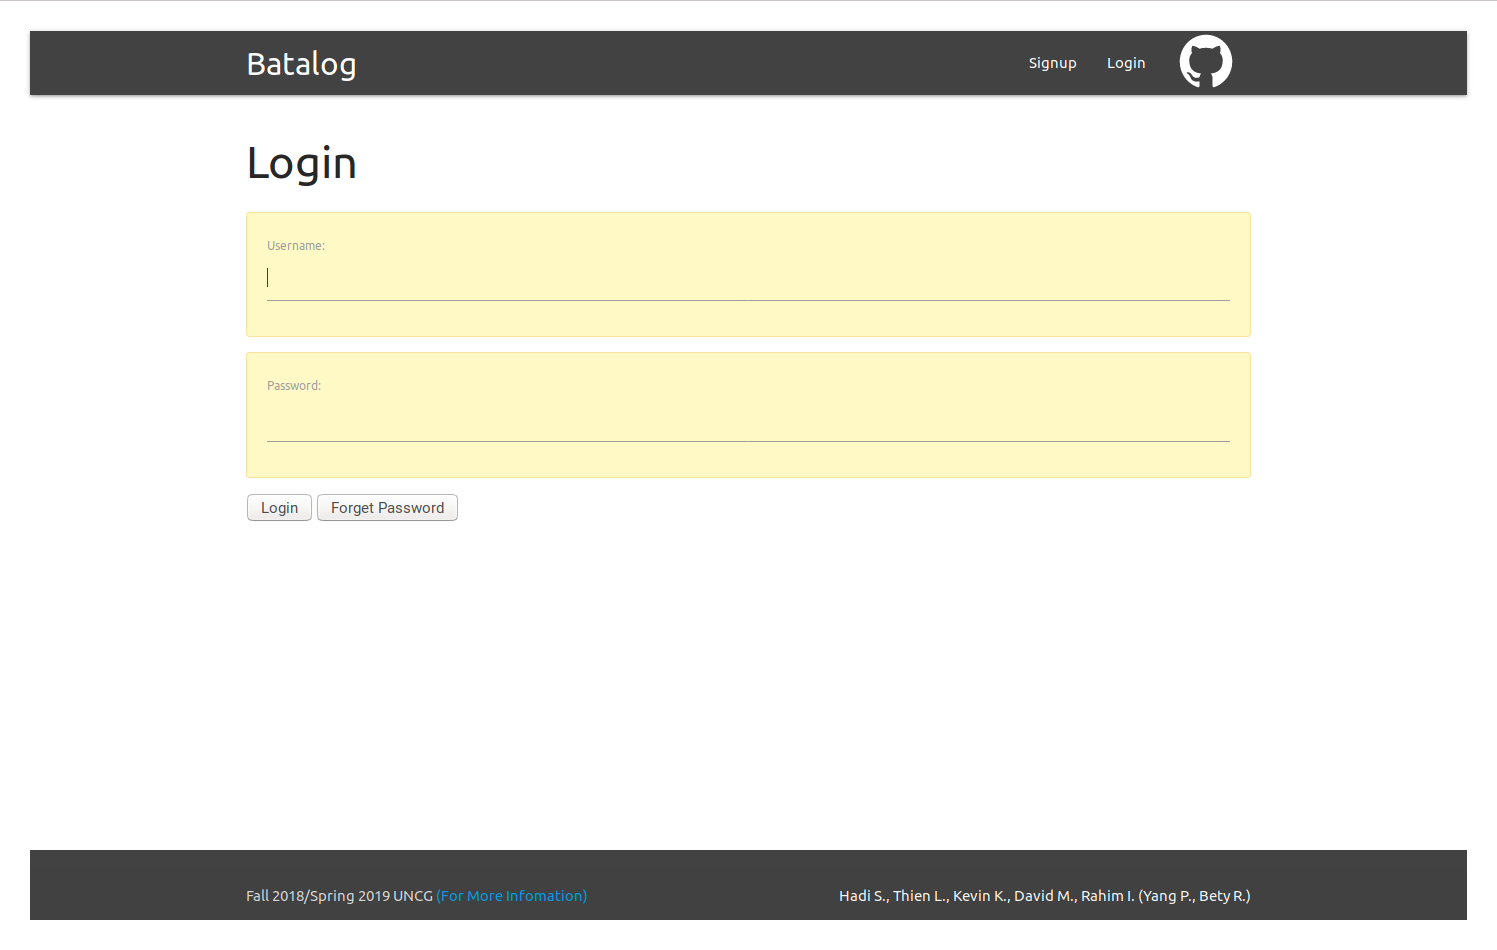 Batalog
Signup
Login
Login
Username:
Password:
Login
Forget Password
Fall 2018/Spring 2019 UNCG (For More Infomation)
Hadi S., Thien L., Kevin K., David M., Rahim I. (Yang P., Bety R.)